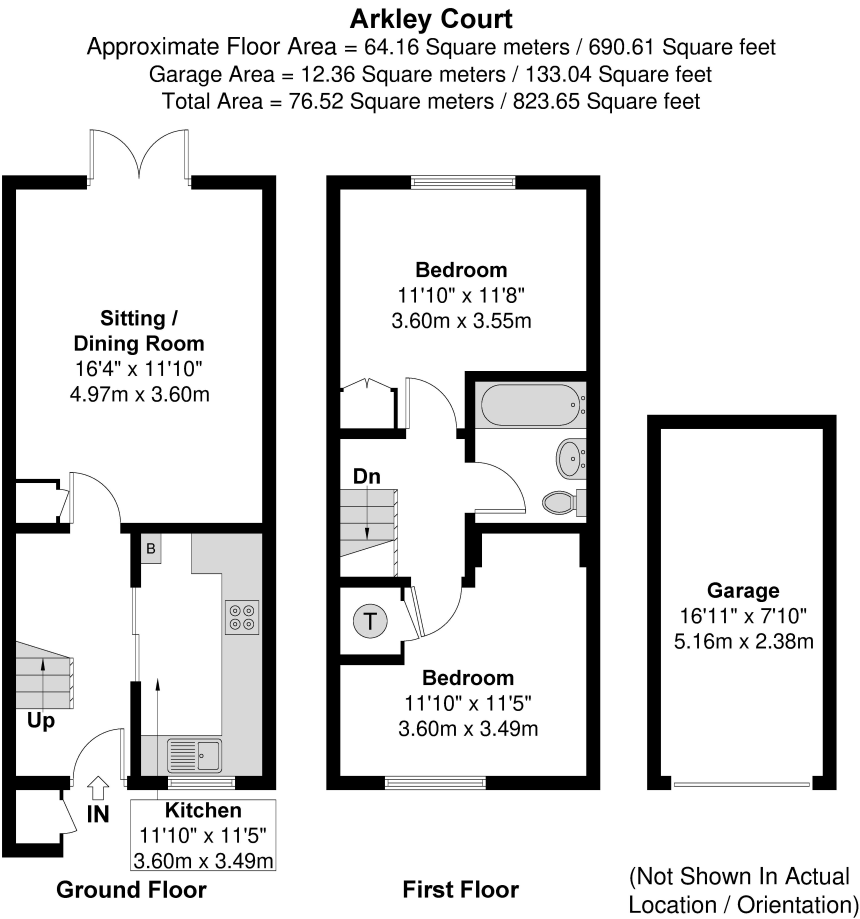 Arkley Court
Approximate Floor Area = 64.16 Square meters / 690.61 Square feet
Garage Area = 12.36 Square meters / 133.04 Square feet
Total Area = 76.52 Square meters / 823.65 Square feet
Sitting /
Dining Room
16'4" x 11'10"
4.97m x 3.60m
B
Up
IN
Kitchen
11'10" x 11'5"
3.60m x 3.49m
Ground Floor
Bedroom
11'10" x 11'8"
3.60m x 3.55m
Dn
T
Bedroom
11'10" x 11'5"
3.60m x 3.49m
First Floor
Garage
16'11" x 7'10"
5.16m x 2.38m
(Not Shown In Actual
Location / Orientation)